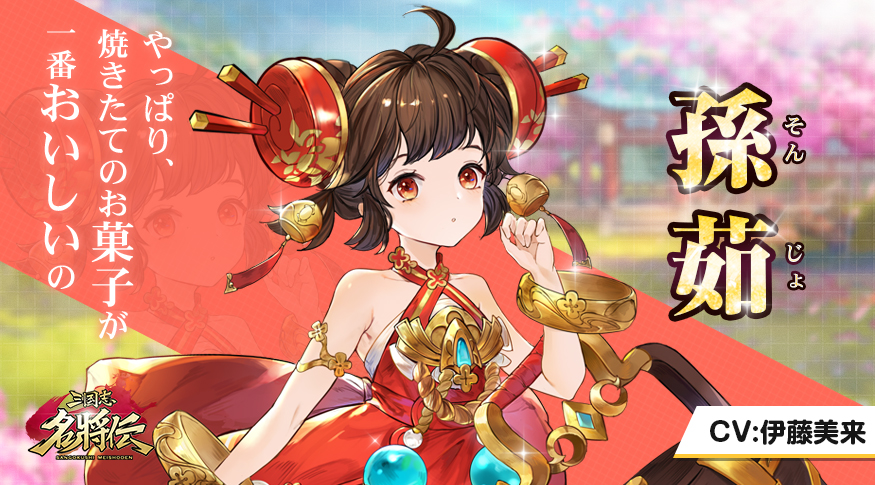 やっぱり、
焼きたてのお菓子が
一番おいしいの
孫茹
そんじょ
三国志
名将伝
SANGOKUSHI MEISHODEN
CV:伊藤美来